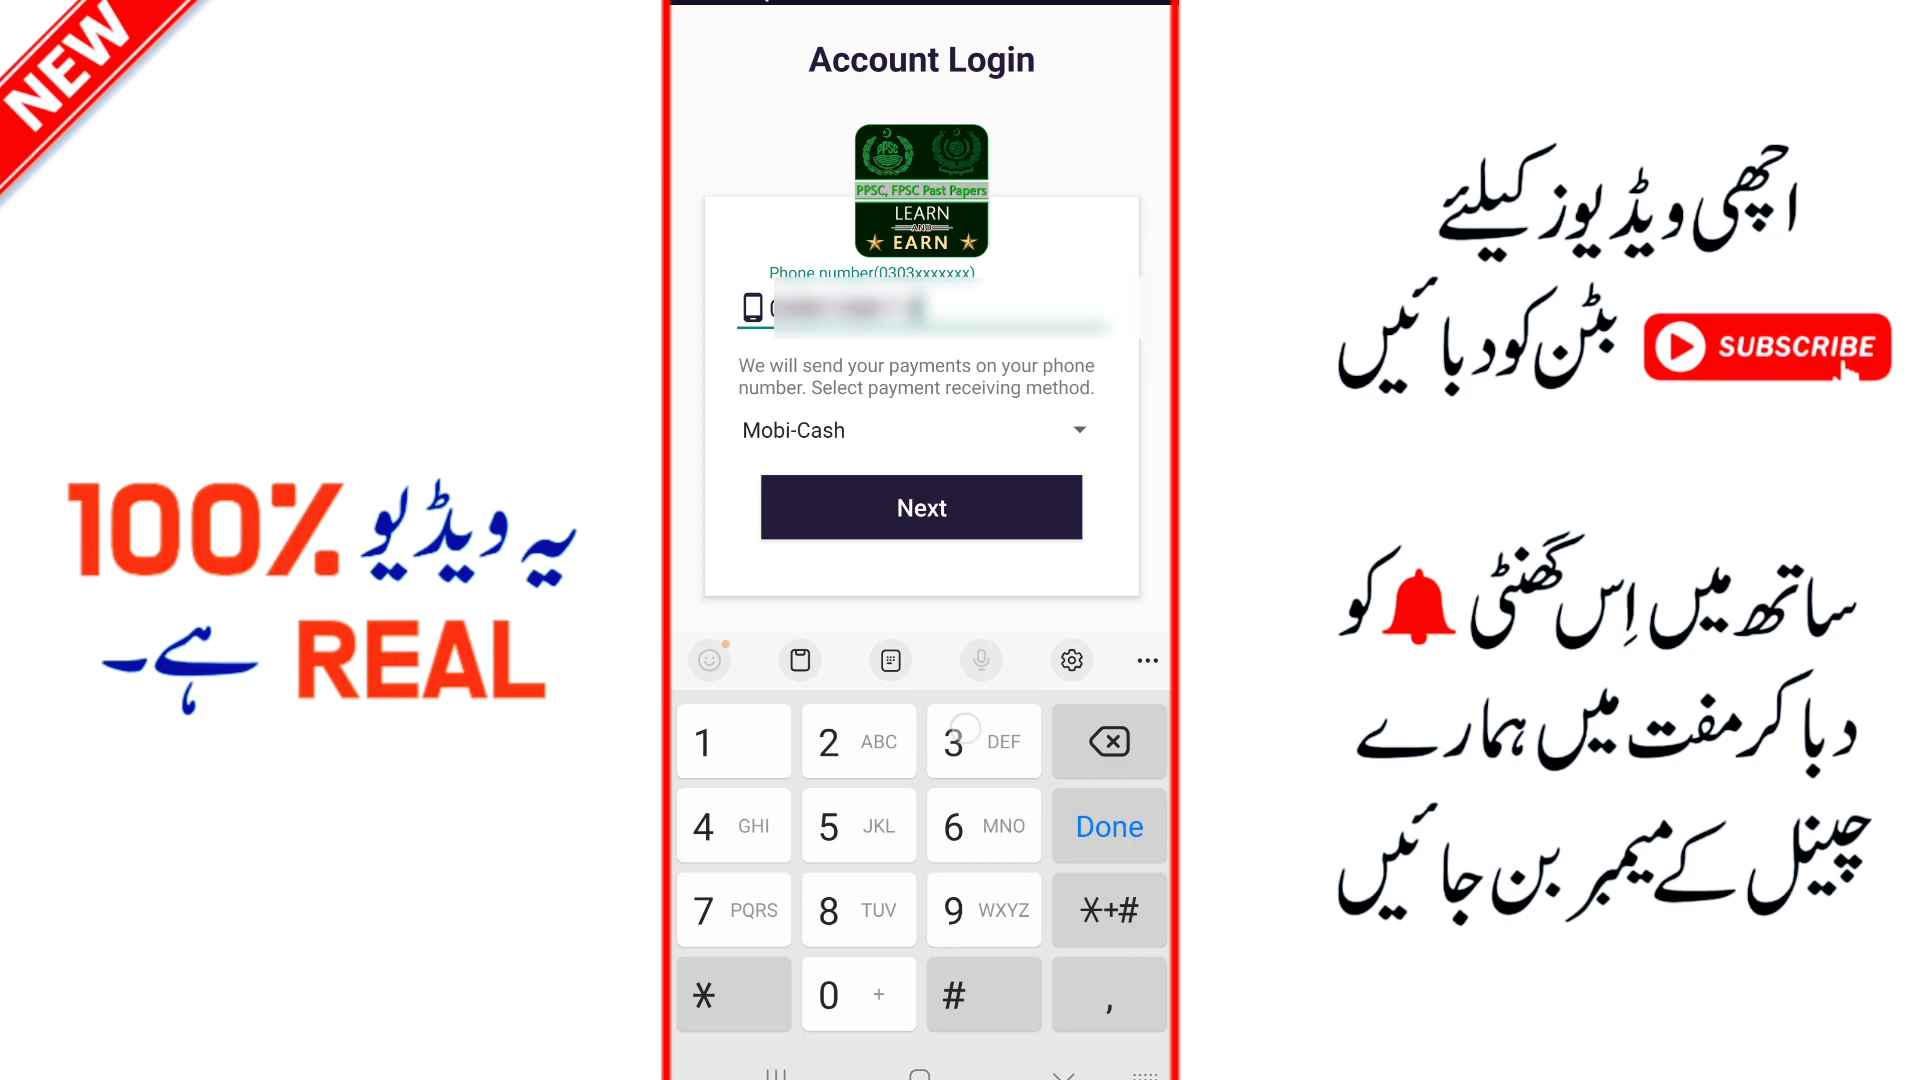 NEW
Account Login
PPSC
PPSC, FPSC Past Papers
LEARN
AND
EARN
Phone number(0303xxxxxxx)
We will send your payments on your phone
number. Select payment receiving method.
Mobi-Cash
Next
1
2 ABC
3 DEF
4 GHI
5 JKL
6 MNO
Done
7 PQRS
8 TUV
9 WXYZ
*+#
*
0 +
#
,
یہ ویڈیو 100%
REAL ہے۔
اچھی ویڈیوز کیلئے
SUBSCRIBE بٹن کو دبائیں
ساتھ میں اِس گھنٹی کو
دبا کر مفت میں ہمارے
چینل کے میمبر بن جائیں